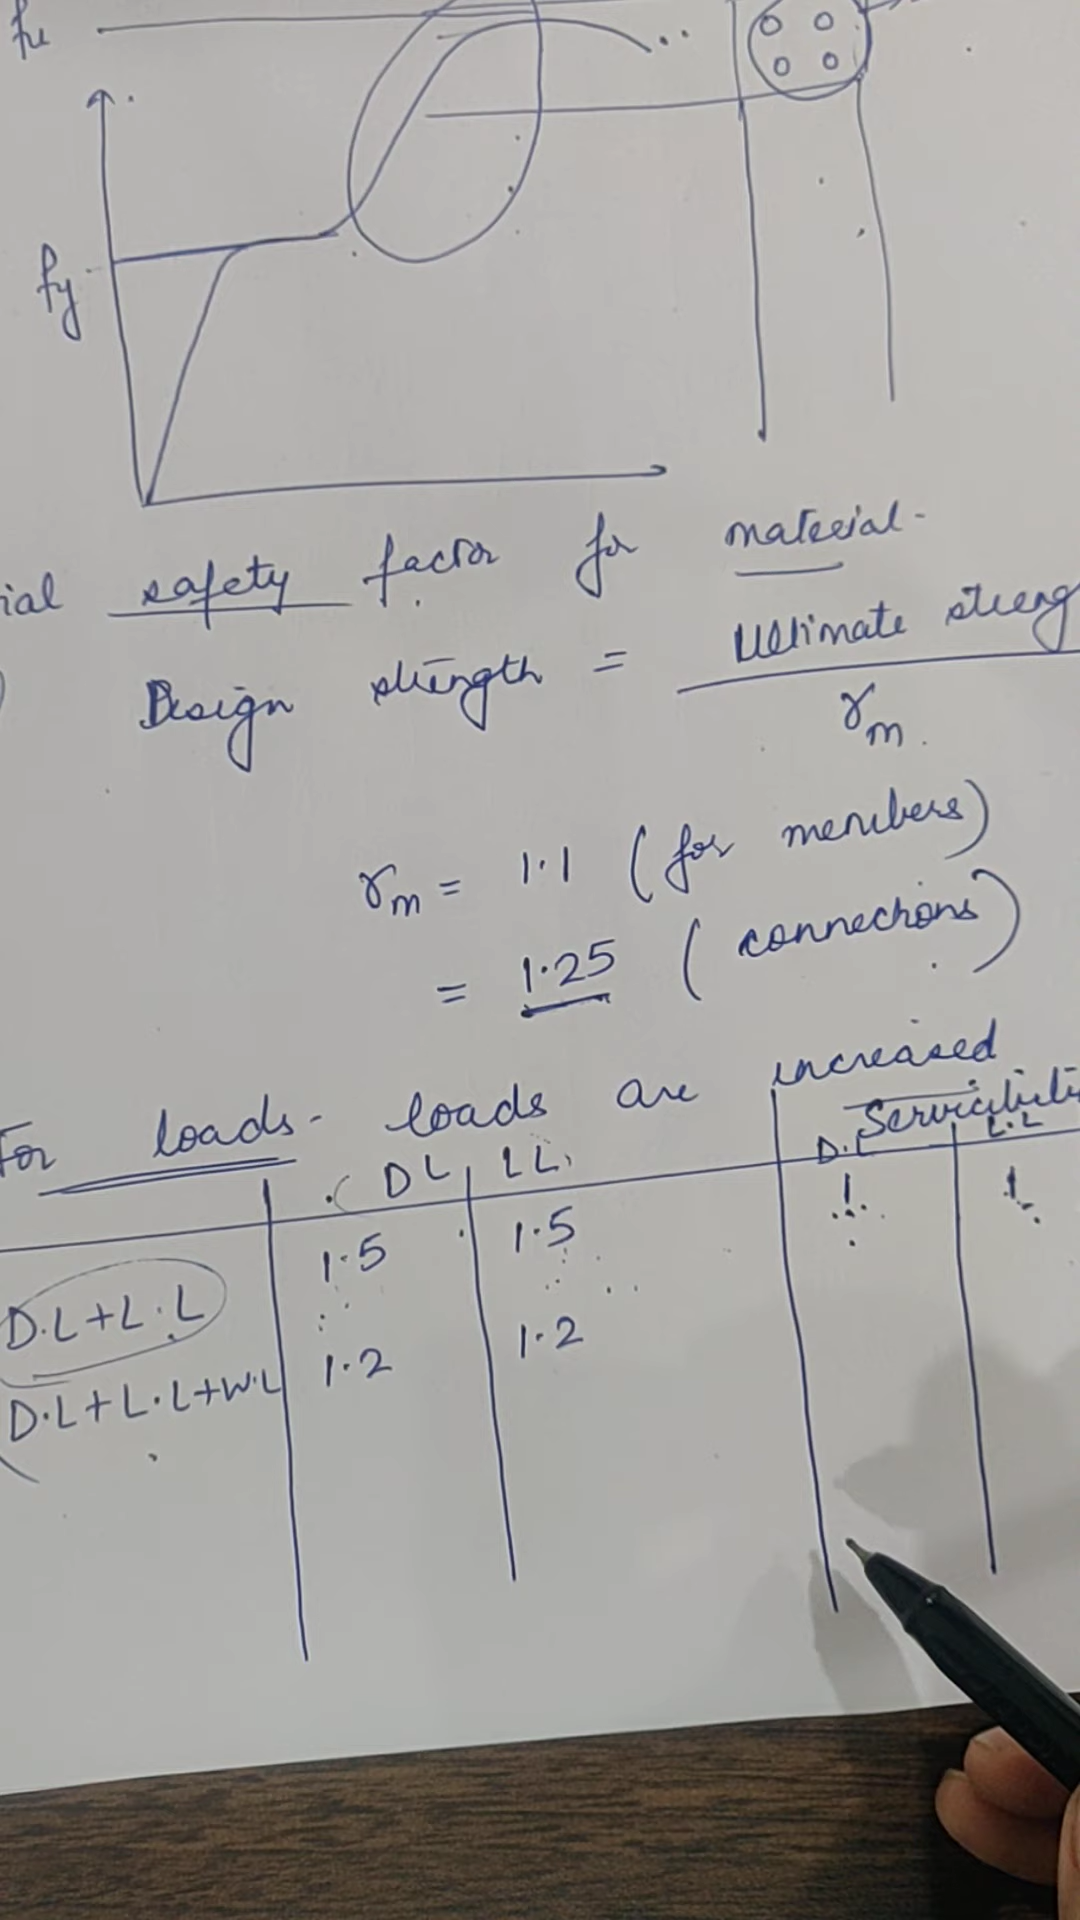 fu
fy
ial safety factor for material-
Design strength = Ultimate streng
γm
γm = 1.1 (for members)
= 1.25 (connections)
For loads- loads are increased
DL LL Servicibiliti
D.L L.L
1.5 1.5 1 1
D.L+L.L
1.2 1.2
D.L+L.L+W.L